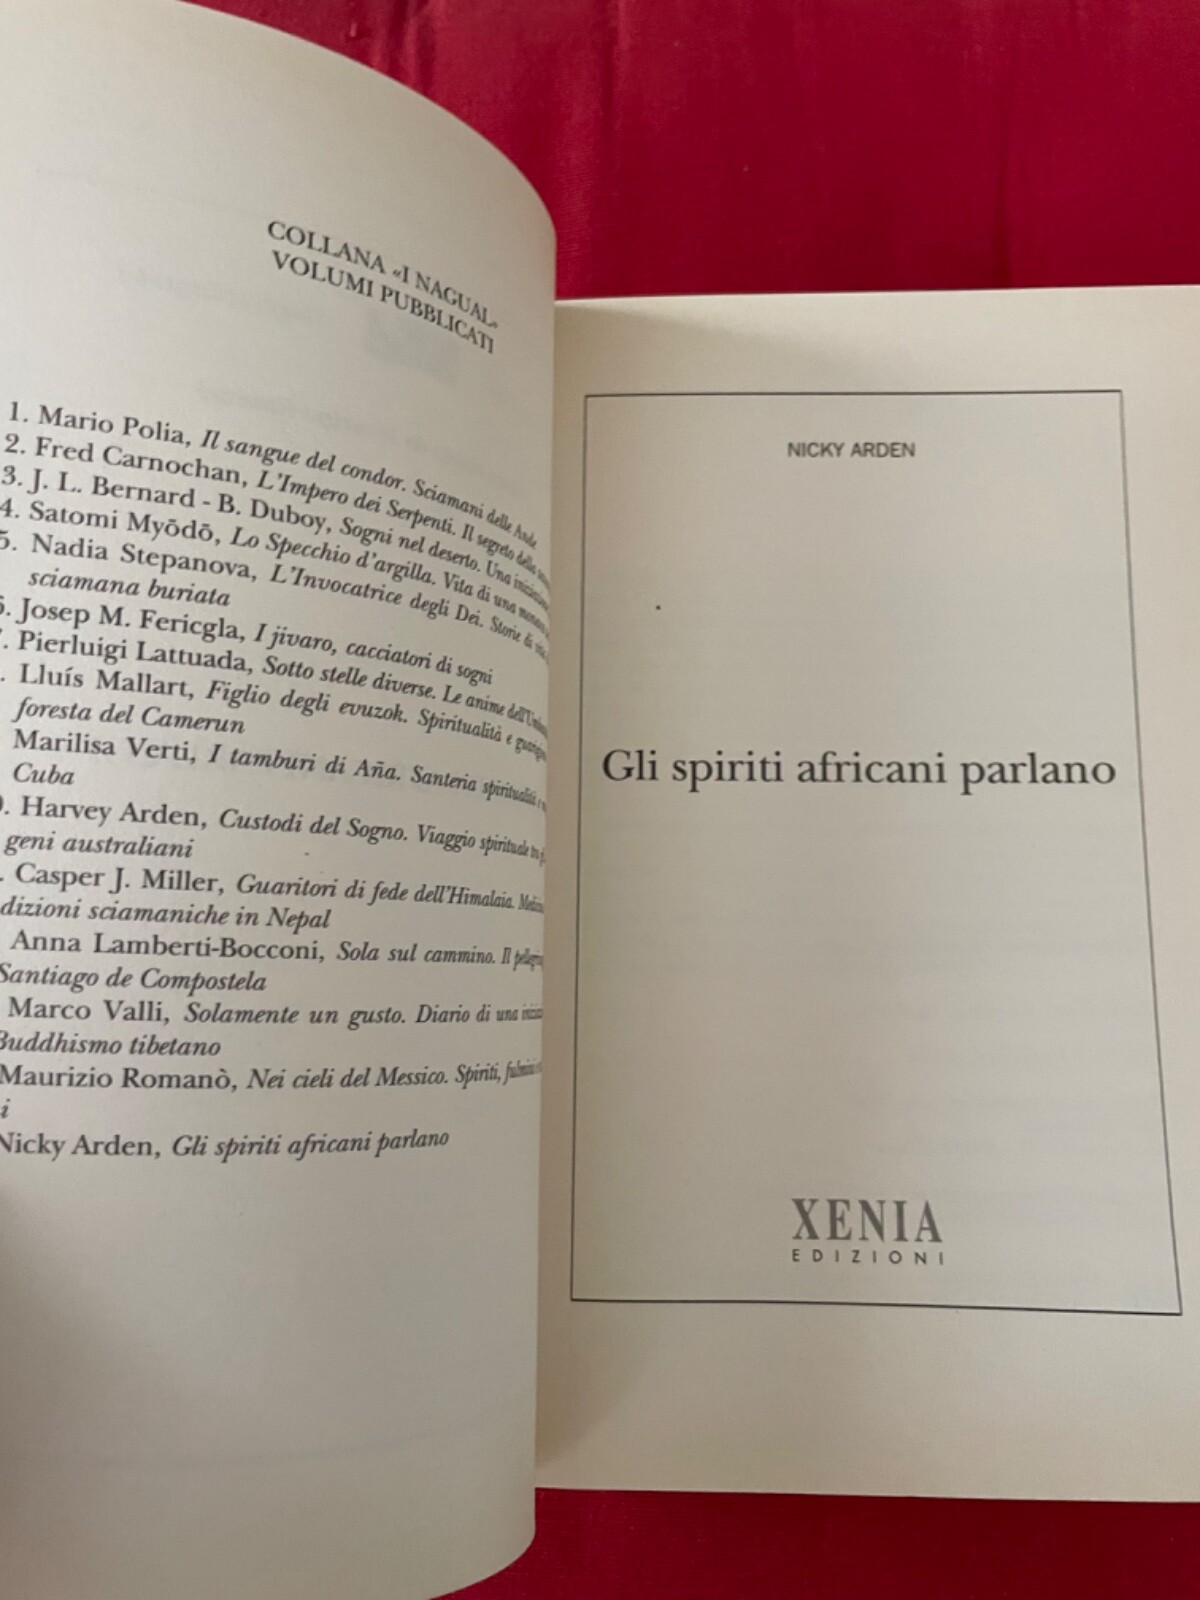 COLLANA «I NAGUAL»
VOLUMI PUBBLICATI
1. Mario Polia, Il sangue del condor. Sciamani delle Ande
2. Fred Carnochan, L'Impero dei Serpenti. Il segreto della
3. J. L. Bernard - B. Duboy, Sogni nel deserto. Una iniziazione
4. Satomi Myōdō, Lo Specchio d'argilla. Vita di una
5. Nadia Stepanova, L'Invocatrice degli Dei. Storie di vita
sciamana buriata
6. Josep M. Fericgla, I jivaro, cacciatori di sogni
7. Pierluigi Lattuada, Sotto stelle diverse. Le anime
. Lluís Mallart, Figlio degli evuzok. Spiritualità e
foresta del Camerun
Marilisa Verti, I tamburi di Aña. Santeria spiritualità e
Cuba
. Harvey Arden, Custodi del Sogno. Viaggio spirituale tra
geni australiani
. Casper J. Miller, Guaritori di fede dell'Himalaia.
dizioni sciamaniche in Nepal
Anna Lamberti-Bocconi, Sola sul cammino. Il
Santiago de Compostela
Marco Valli, Solamente un gusto. Diario di una
Buddhismo tibetano
Maurizio Romanò, Nei cieli del Messico. Spiriti,
i
Nicky Arden, Gli spiriti africani parlano
NICKY ARDEN
Gli spiriti africani parlano
XENIA
EDIZIONI